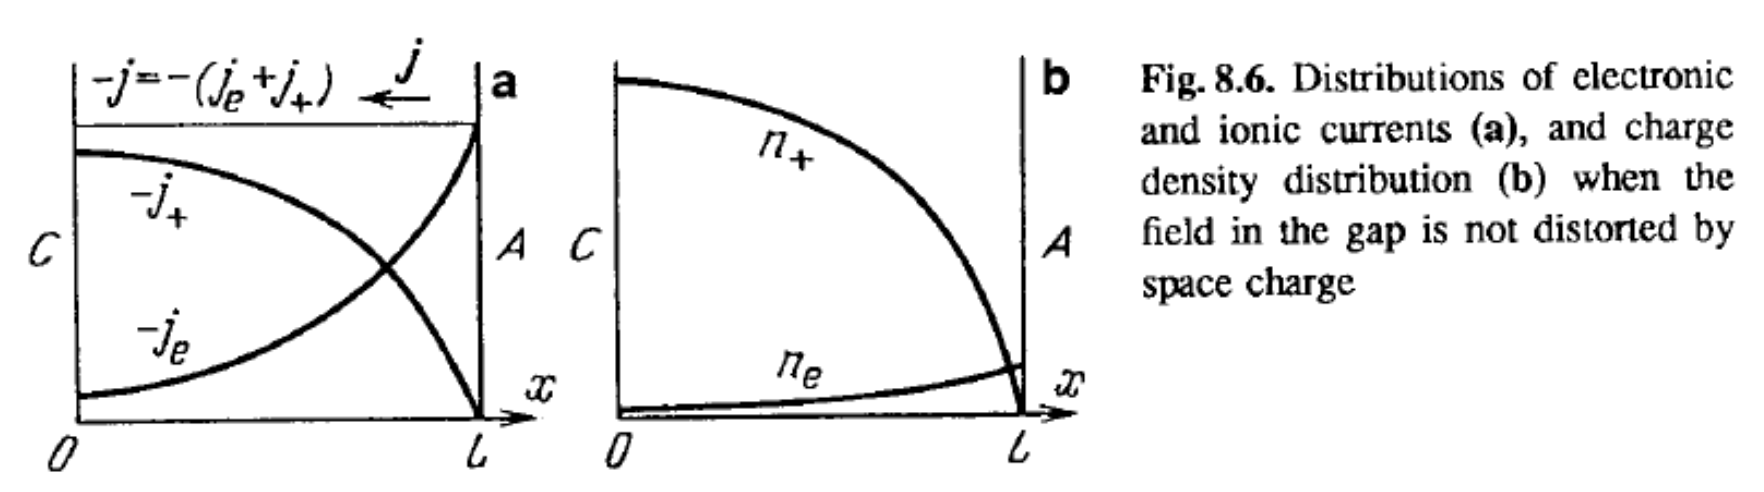 -j=-(je+j+) j a
-j+
C A
-je
x
0 L
b
n+
C A
ne
x
0 L
Fig. 8.6. Distributions of electronic
and ionic currents (a), and charge
density distribution (b) when the
field in the gap is not distorted by
space charge